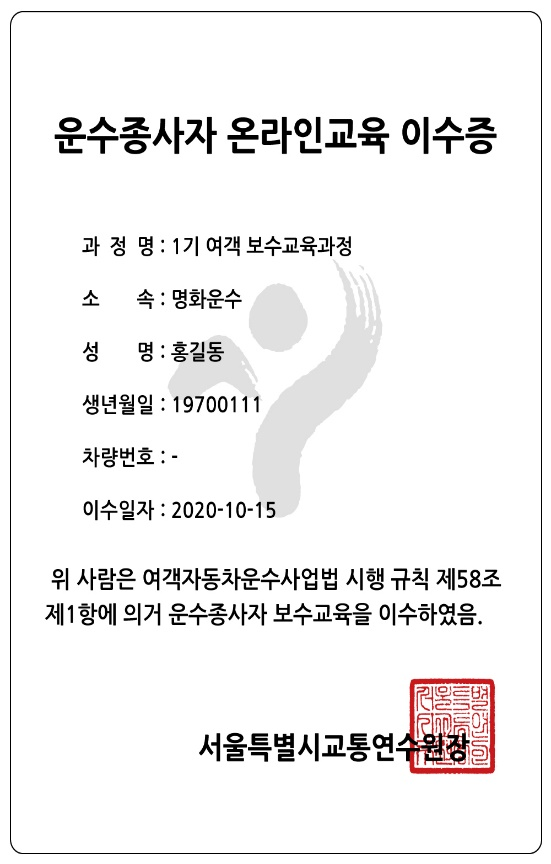 운수종사자 온라인교육 이수증
과 정 명 : 1기 여객 보수교육과정
소 속 : 명화운수
성 명 : 홍길동
생년월일 : 19700111
차량번호 : -
이수일자 : 2020-10-15
위 사람은 여객자동차운수사업법 시행 규칙 제58조
제1항에 의거 운수종사자 보수교육을 이수하였음.
서울특별시교통연수원장